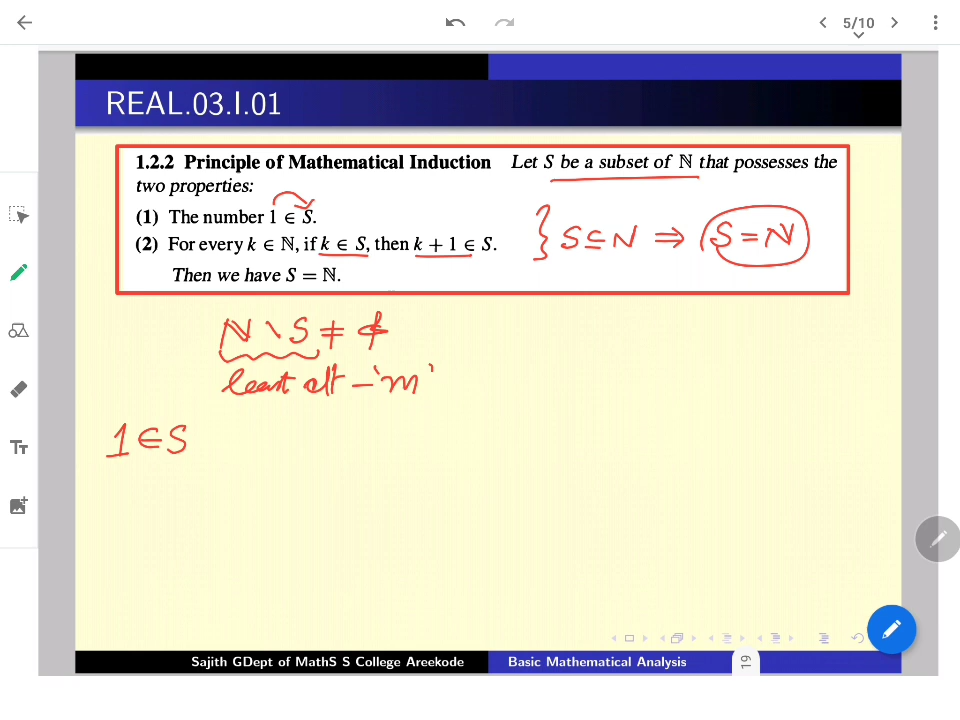 5/10
REAL.03.I.01
1.2.2 Principle of Mathematical Induction Let S be a subset of ℕ that possesses the
two properties:
(1) The number 1 ∈ S.
(2) For every k ∈ ℕ, if k ∈ S, then k + 1 ∈ S.
Then we have S = ℕ.
} S ⊆ N ⇒ S = N
N \ S ≠ ϕ
least elt - 'm'
1 ∈ S
Tт
Sajith GDept of MathS S College Areekode
Basic Mathematical Analysis
19